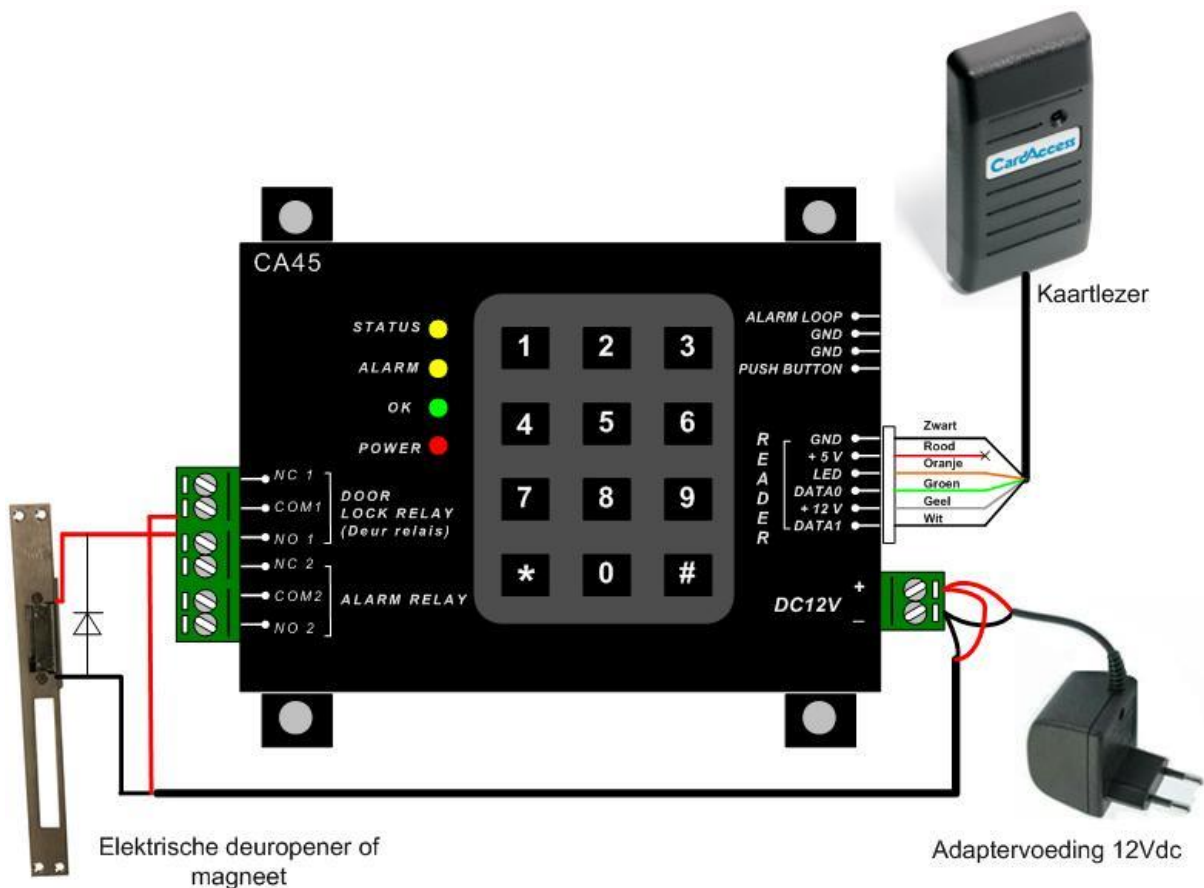 CardAccess
Kaartlezer
CA45
STATUS
ALARM
OK
POWER
1 2 3
4 5 6
7 8 9
* 0 #
ALARM LOOP
GND
GND
PUSH BUTTON
READER
GND
+ 5 V
LED
DATA0
+ 12 V
DATA1
Zwart
Rood
Oranje
Groen
Geel
Wit
NC 1
COM1
NO 1
DOOR
LOCK RELAY
(Deur relais)
NC 2
COM2
NO 2
ALARM RELAY
DC12V
+
–
Elektrische deuropener of
magneet
Adaptervoeding 12Vdc